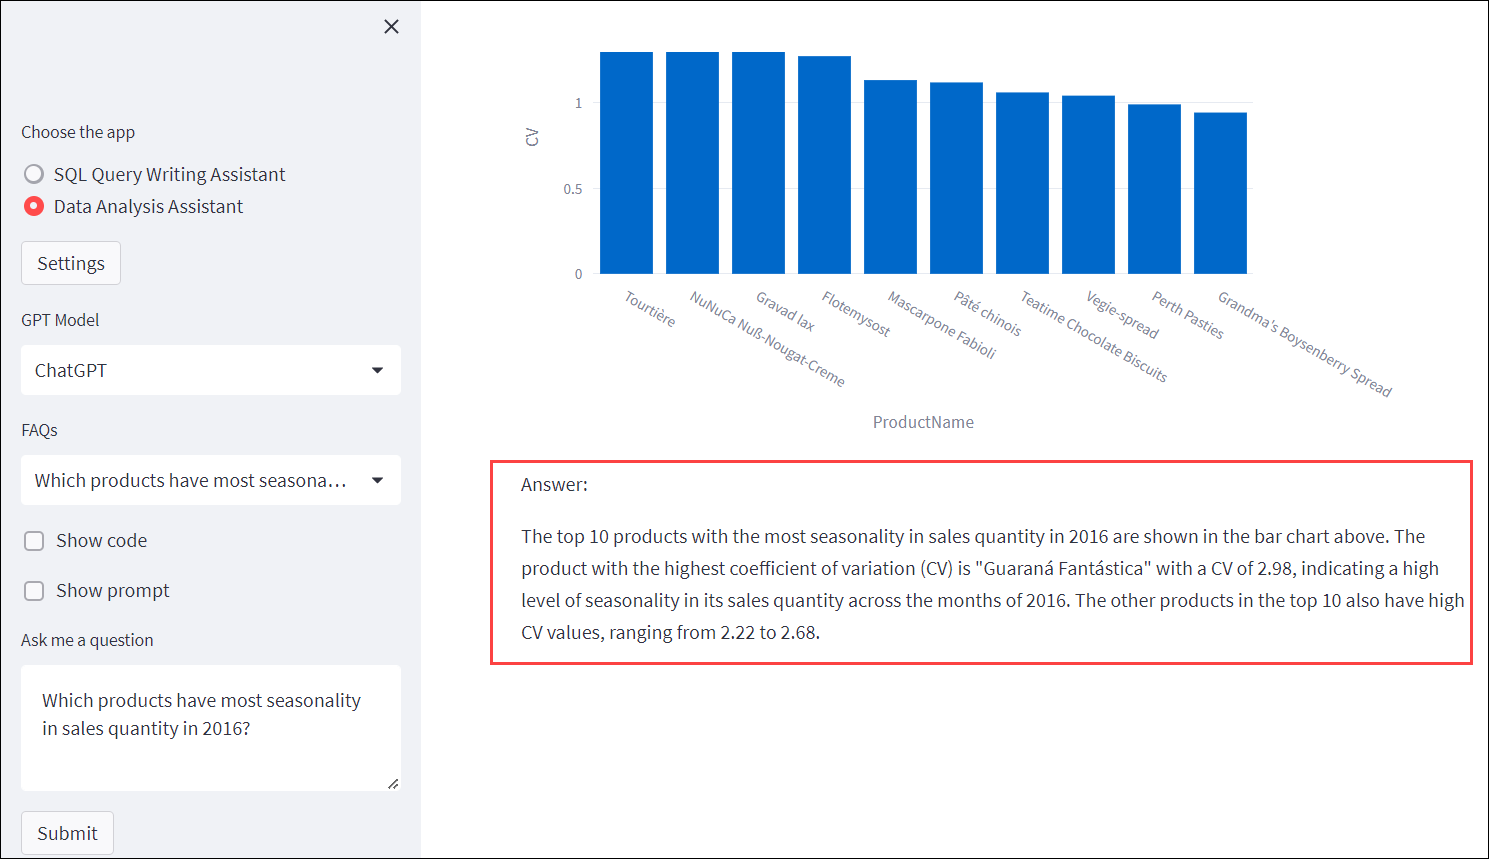 Choose the app
SQL Query Writing Assistant
Data Analysis Assistant
Settings
GPT Model
ChatGPT
FAQs
Which products have most seasona...
Show code
Show prompt
Ask me a question
Which products have most seasonality
in sales quantity in 2016?
Submit
CV
1
0.5
0
Tourtière
NuNuCa Nuß-Nougat-Creme
Gravad lax
Flotemysost
Mascarpone Fabioli
Pâté chinois
Teatime Chocolate Biscuits
Vegie-spread
Perth Pasties
Grandma's Boysenberry Spread
ProductName
Answer:
The top 10 products with the most seasonality in sales quantity in 2016 are shown in the bar chart above. The
product with the highest coefficient of variation (CV) is "Guaraná Fantástica" with a CV of 2.98, indicating a high
level of seasonality in its sales quantity across the months of 2016. The other products in the top 10 also have high
CV values, ranging from 2.22 to 2.68.